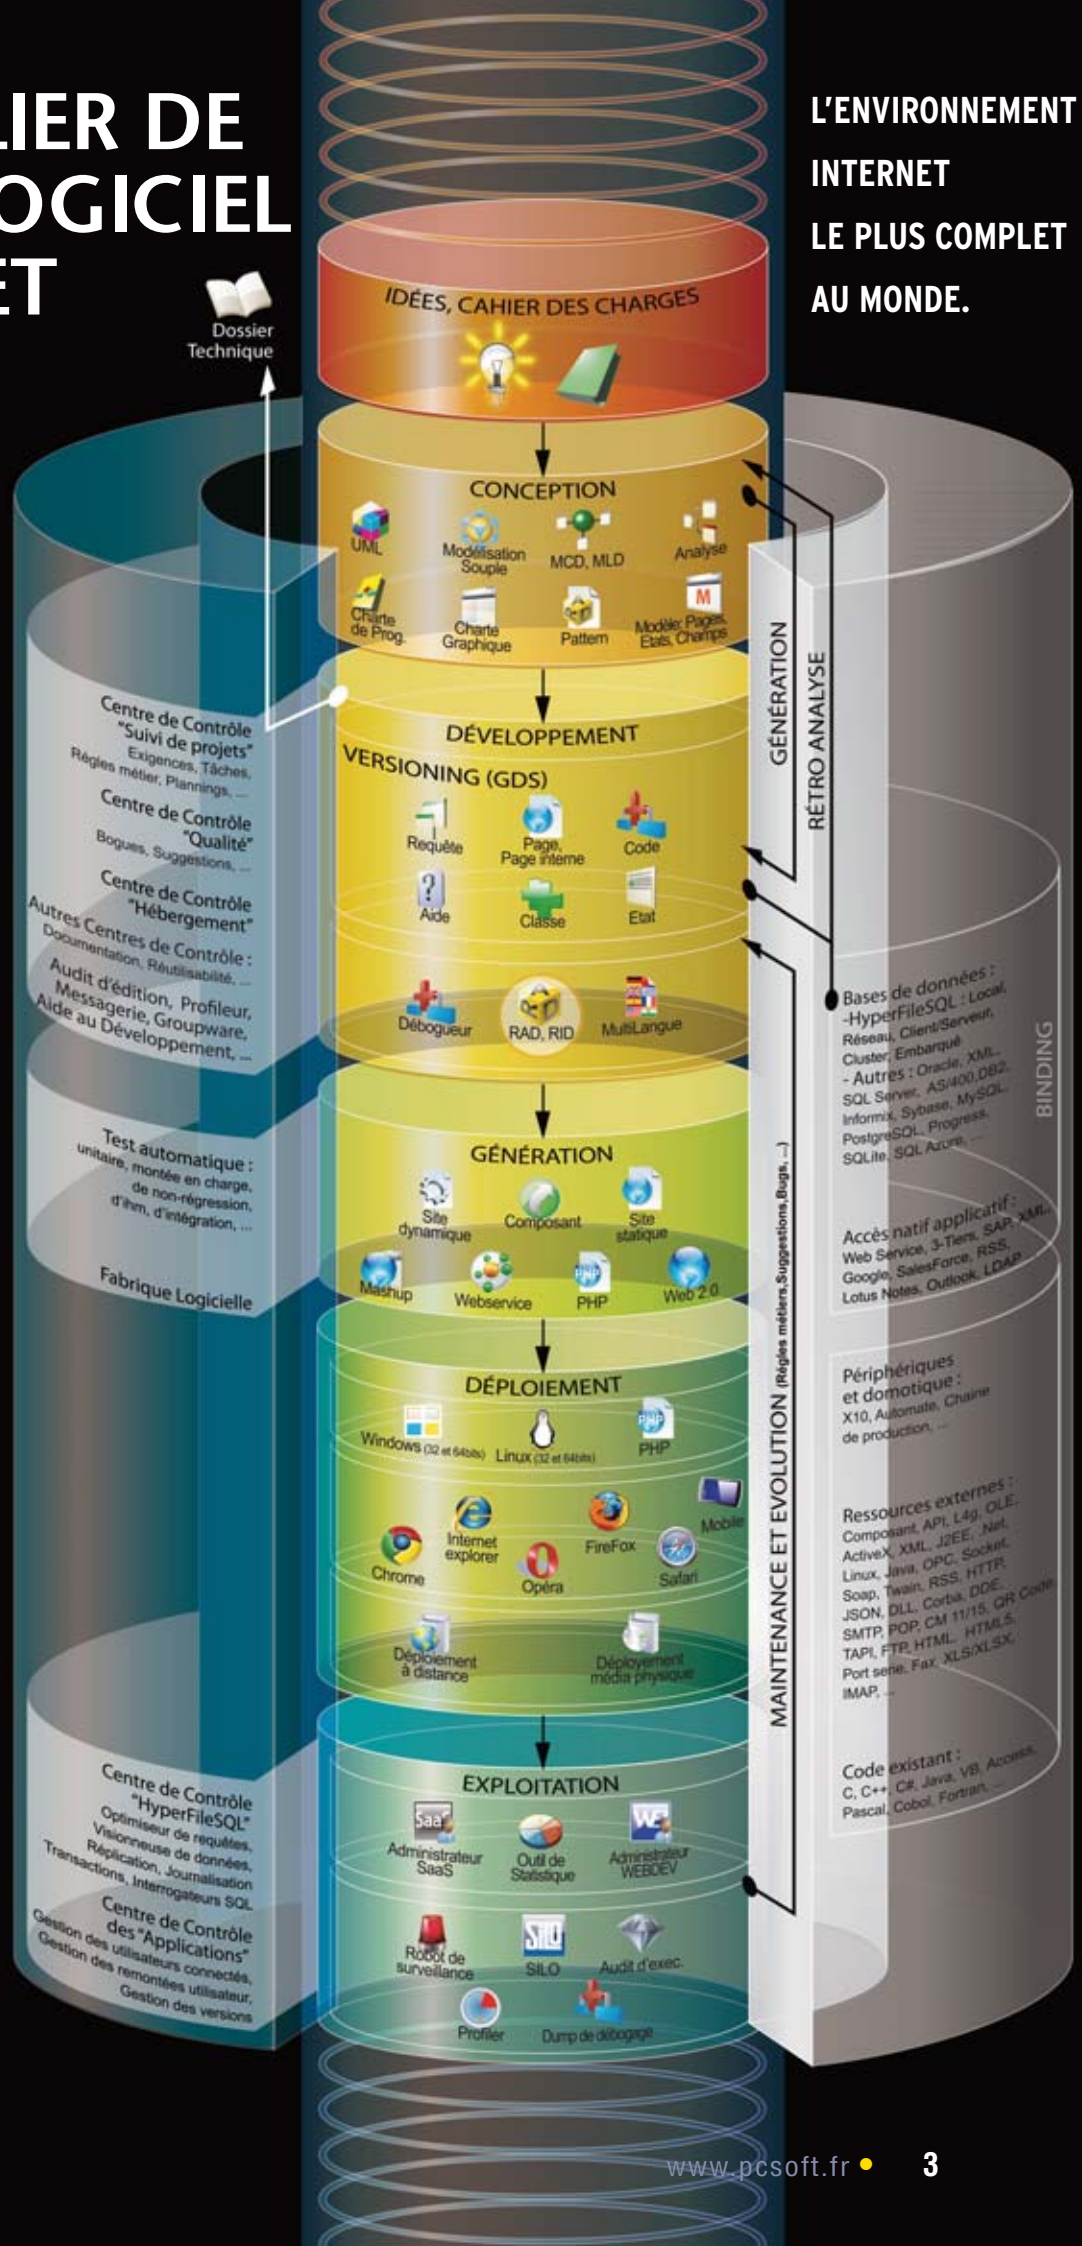 LIER DE
OGICIEL
ET
L'ENVIRONNEMENT
INTERNET
LE PLUS COMPLET
AU MONDE.
Dossier
Technique
IDÉES, CAHIER DES CHARGES
CONCEPTION
UML
Modélisation
Souple
MCD, MLD
Analyse
Charte
de Prog.
Charte
Graphique
Pattern
M
Modèle: Pages,
Etats, Champs
GÉNÉRATION
RÉTRO ANALYSE
DÉVELOPPEMENT
VERSIONING (GDS)
Requête
Page,
Page interne
Code
?
Aide
Classe
Etat
Débogueur
RAD, RID
MultiLangue
GÉNÉRATION
Site
dynamique
Composant
Site
statique
Mashup
Webservice
PHP
PHP
Web 2.0
DÉPLOIEMENT
Windows (32 et 64bits)
Linux (32 et 64bits)
PHP
PHP
Chrome
Internet
explorer
Opéra
FireFox
Safari
Mobile
Déploiement
à distance
Déployement
média physique
EXPLOITATION
SaaS
Administrateur
SaaS
Outil de
Statistique
Administrateur
WEBDEV
Robot de
surveillance
SILO
SILO
Audit d'exec.
Profiler
Dump de débogage
MAINTENANCE ET EVOLUTION (Régles métiers,Suggestions,Bugs, ...)
Centre de Contrôle
"Suivi de projets"
Exigences, Tâches,
Règles métier, Plannings, ...
Centre de Contrôle
"Qualité"
Bogues, Suggestions, ...
Centre de Contrôle
"Hébergement"
Autres Centres de Contrôle :
Documentation, Réutilisabilité, ...
Audit d'édition, Profileur,
Messagerie, Groupware,
Aide au Développement, ...
Test automatique :
unitaire, montée en charge,
de non-régression,
d'ihm, d'intégration, ...
Fabrique Logicielle
Centre de Contrôle
"HyperFileSQL"
Optimiseur de requêtes,
Visionneuse de données,
Réplication, Journalisation
Transactions, Interrogateurs SQL
Centre de Contrôle
des "Applications"
Gestion des utilisateurs connectés,
Gestion des remontées utilisateur,
Gestion des versions
BINDING
Bases de données :
-HyperFileSQL : Local,
Réseau, Client/Serveur,
Cluster, Embarqué
- Autres : Oracle, XML,
SQL Server, AS/400,DB2,
Informix, Sybase, MySQL,
PostgreSQL, Progress,
SQLite, SQL Azure, ...
Accès natif applicatif :
Web Service, 3-Tiers, SAP, XML,
Google, SalesForce, RSS,
Lotus Notes, Outlook, LDAP
Périphériques
et domotique :
X10, Automate, Chaine
de production, ...
Ressources externes :
Composant, API, L4g, OLE,
ActiveX, XML, J2EE, .Net,
Linux, Java, OPC, Socket,
Soap, Twain, RSS, HTTP,
JSON, DLL, Corba, DDE,
SMTP, POP, CM 11/15, QR Code,
TAPI, FTP, HTML, HTML5,
Port serie, Fax, XLS/XLSX,
IMAP, ...
Code existant :
C, C++, C#, Java, VB, Access,
Pascal, Cobol, Fortran, ...
www.pcsoft.fr
3